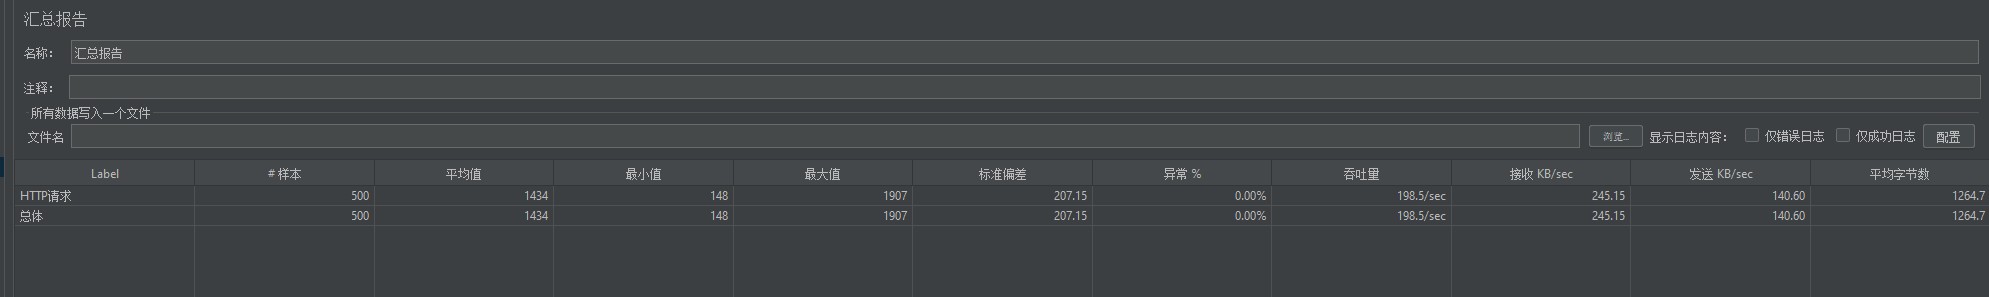 汇总报告
名称： 汇总报告
注释：
所有数据写入一个文件
文件名 浏览... 显示日志内容： 仅错误日志 仅成功日志 配置
Label # 样本 平均值 最小值 最大值 标准偏差 异常 % 吞吐量 接收 KB/sec 发送 KB/sec 平均字节数
HTTP请求 500 1434 148 1907 207.15 0.00% 198.5/sec 245.15 140.60 1264.7
总体 500 1434 148 1907 207.15 0.00% 198.5/sec 245.15 140.60 1264.7